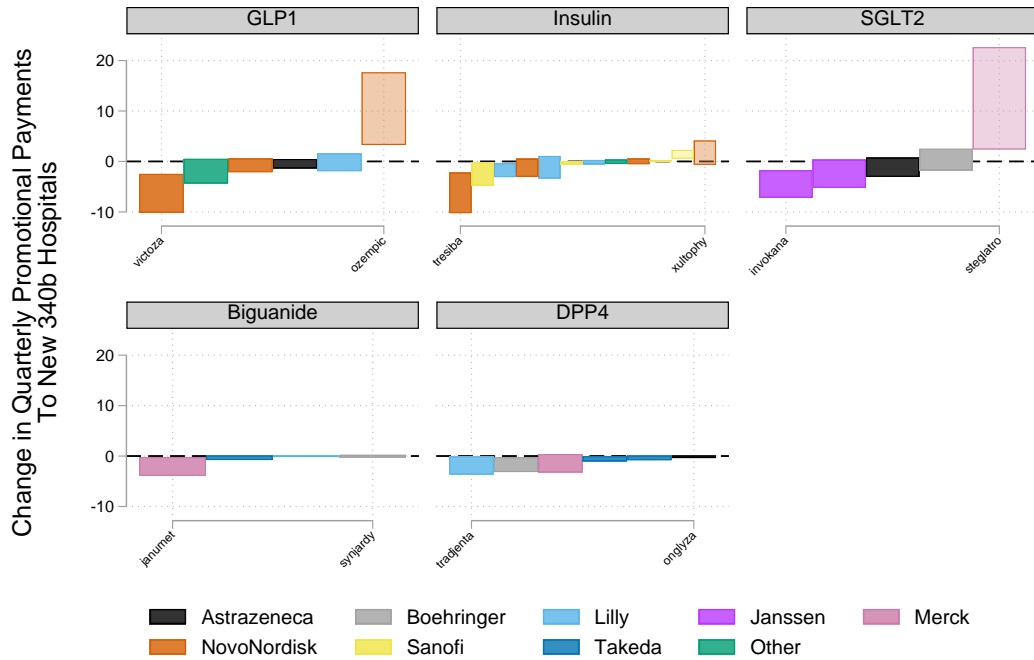 Change in Quarterly Promotional Payments
To New 340b Hospitals
GLP1
Insulin
SGLT2
20
10
0
-10
victoza
ozempic
tresiba
xultophy
invokana
steglatro
Biguanide
DPP4
20
10
0
-10
janumet
synjardy
tradjenta
onglyza
Astrazeneca
Boehringer
Lilly
Janssen
Merck
NovoNordisk
Sanofi
Takeda
Other